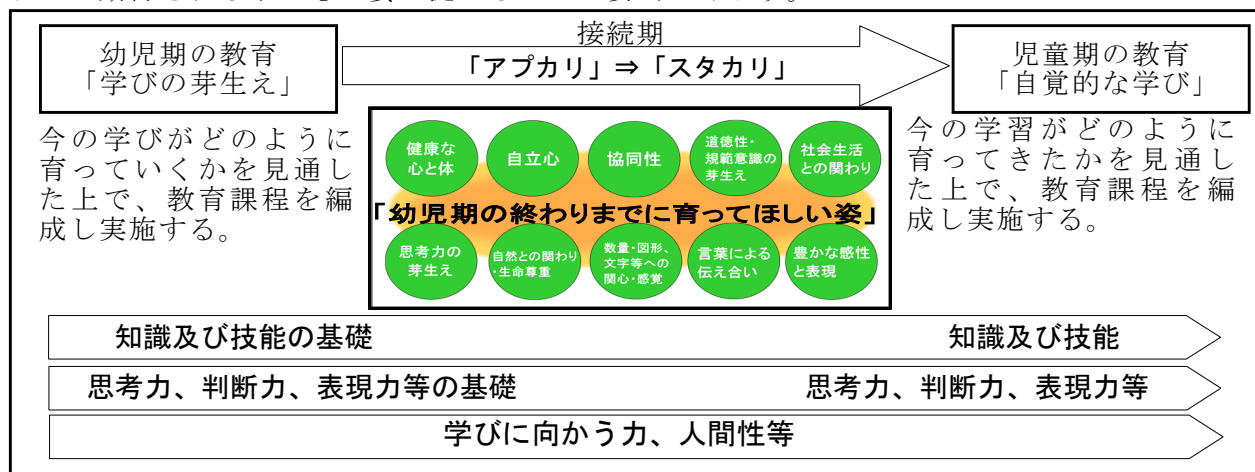 接続期
幼児期の教育
「学びの芽生え」
「アプカリ」⇒「スタカリ」
児童期の教育
「自覚的な学び」
今の学びがどのように
育っていくかを見通し
た上で、教育課程を編
成し実施する。
健康な
心と体
自立心
協同性
道徳性・
規範意識の
芽生え
社会生活
との関わり
「幼児期の終わりまでに育ってほしい姿」
思考力の
芽生え
自然との関わり
・生命尊重
数量・図形、
文字等への
関心・感覚
言葉による
伝え合い
豊かな感性
と表現
今の学習がどのように
育ってきたかを見通し
た上で、教育課程を編
成し実施する。
知識及び技能の基礎 知識及び技能
思考力、判断力、表現力等の基礎 思考力、判断力、表現力等
学びに向かう力、人間性等